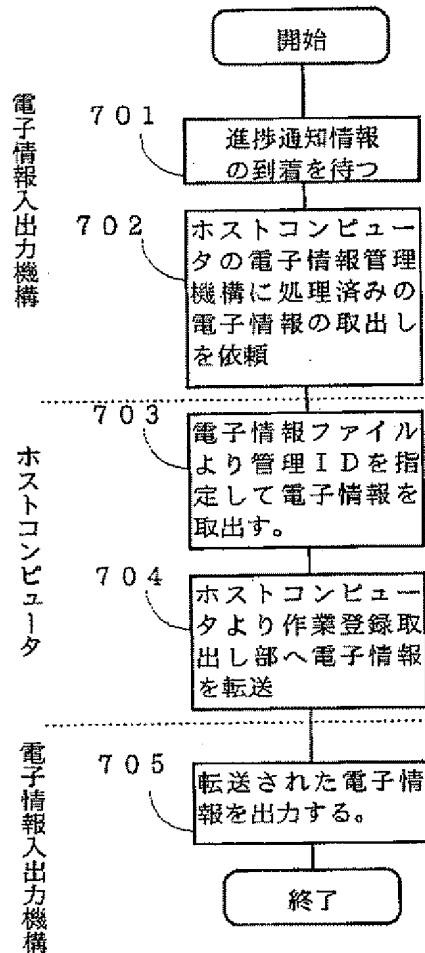 開始
電子情報入出力機構
７０１
進捗通知情報
の到着を待つ
７０２
ホストコンピュー
タの電子情報管理
機構に処理済みの
電子情報の取出し
を依頼
ホストコンピュータ
７０３
電子情報ファイル
より管理ＩＤを指
定して電子情報を
取出す。
７０４
ホストコンピュー
タより作業登録取
出し部へ電子情報
を転送
電子情報入出力機構
７０５
転送された電子情
報を出力する。
終了